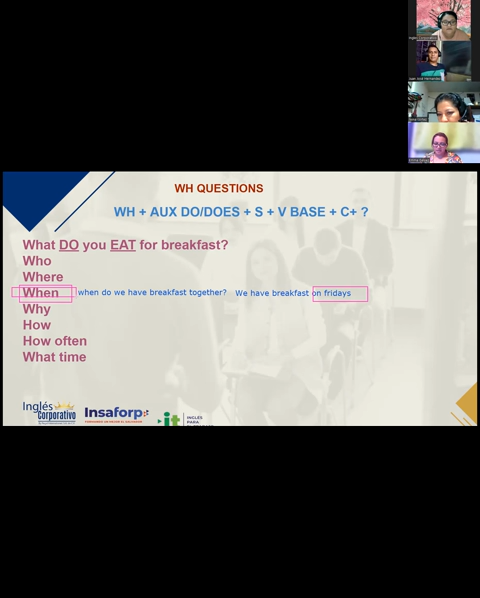 WH QUESTIONS
WH + AUX DO/DOES + S + V BASE + C+ ?
What DO you EAT for breakfast?
Who
Where
When when do we have breakfast together? We have breakfast on fridays
Why
How
How often
What time
Inglés
Corporativo
Insaforp
it INGLÉS
PARA